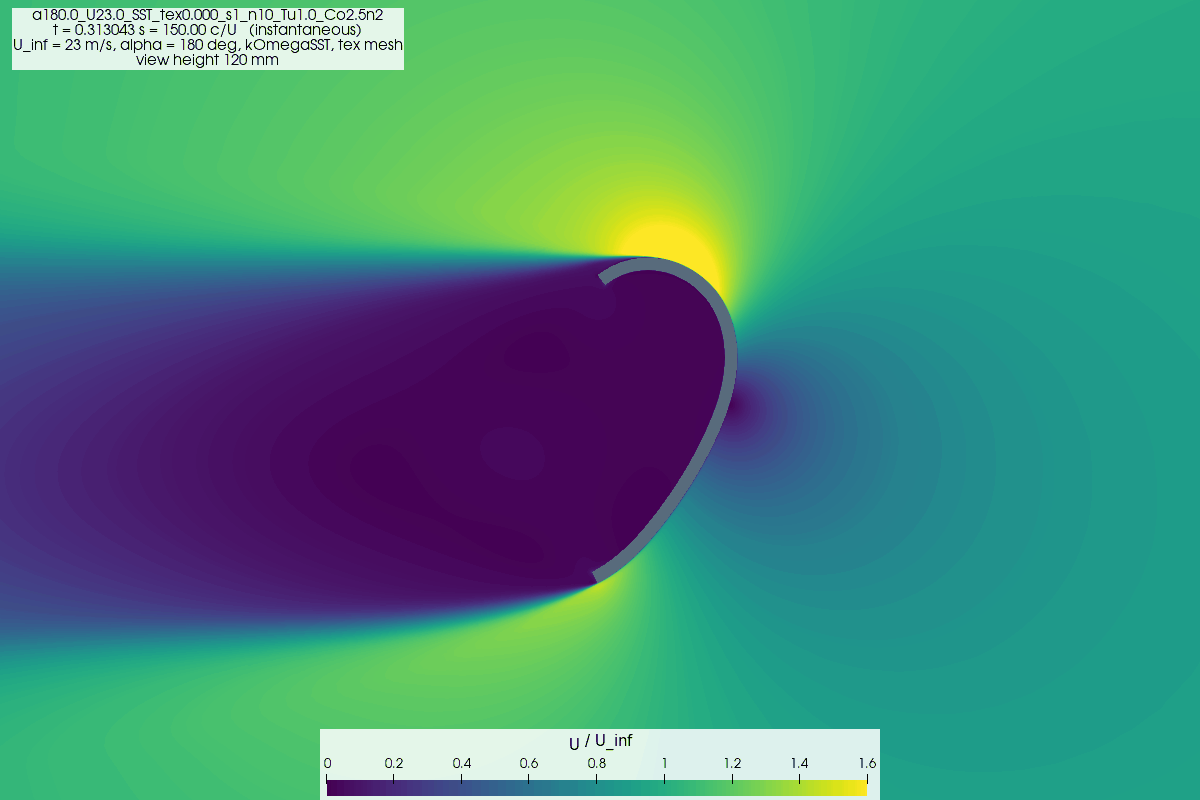 a180.0_U23.0_SST_tex0.000_s1_n10_Tu1.0_Co2.5n2
t = 0.313043 s = 150.00 c/U (instantaneous)
U_inf = 23 m/s, alpha = 180 deg, kOmegaSST, tex mesh
view height 120 mm
U / U_inf
0 0.2 0.4 0.6 0.8 1 1.2 1.4 1.6